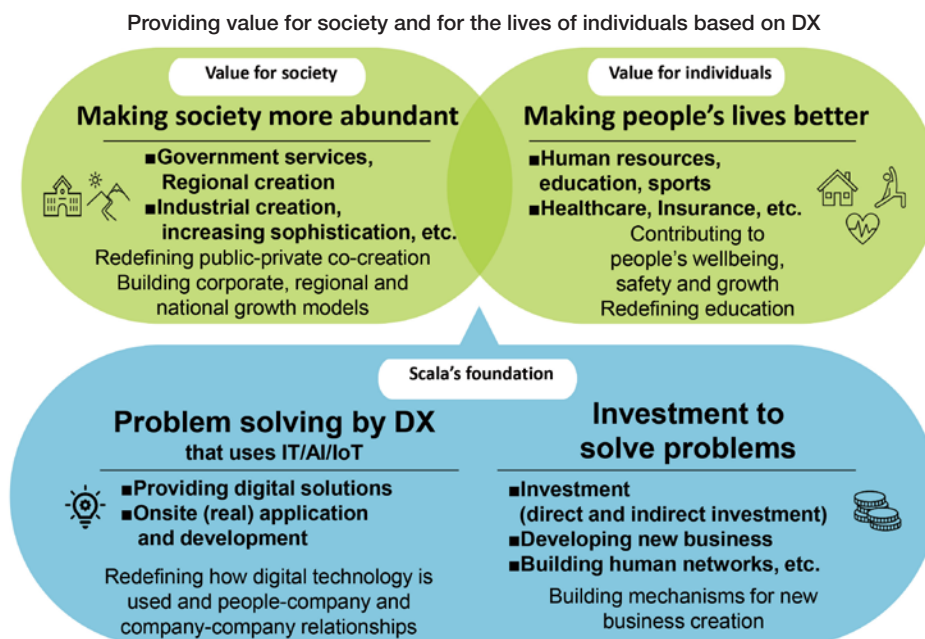 Providing value for society and for the lives of individuals based on DX
Value for society
Making society more abundant
■Government services,
Regional creation
■Industrial creation,
increasing sophistication, etc.
Redefining public-private co-creation
Building corporate, regional and
national growth models
Value for individuals
Making people's lives better
■Human resources,
education, sports
■Healthcare, Insurance, etc.
Contributing to
people's wellbeing,
safety and growth
Redefining education
Scala's foundation
Problem solving by DX
that uses IT/AI/IoT
■Providing digital solutions
■Onsite (real) application
and development
Redefining how digital technology is
used and people-company and
company-company relationships
Investment to
solve problems
■Investment
(direct and indirect investment)
■Developing new business
■Building human networks, etc.
Building mechanisms for new
business creation